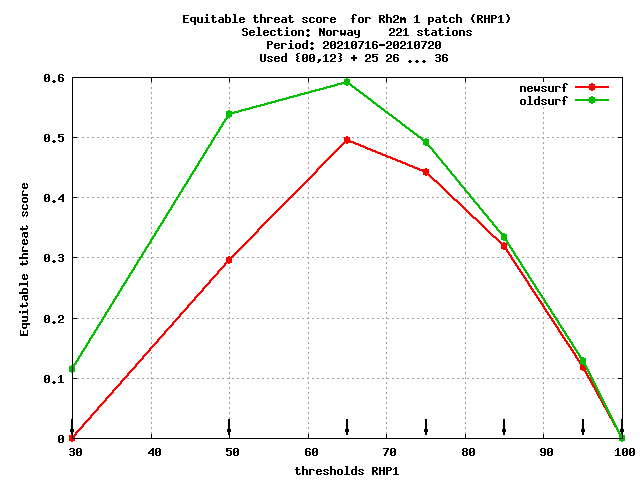 Equitable threat score  for Rh2m 1 patch (RHP1)
Selection: Norway    221 stations
Period: 20210716-20210720
Used {00,12} + 25 26 ... 36
newsurf
oldsurf
0.6
0.5
0.4
0.3
0.2
0.1
0
Equitable threat score
30 40 50 60 70 80 90 100
thresholds RHP1